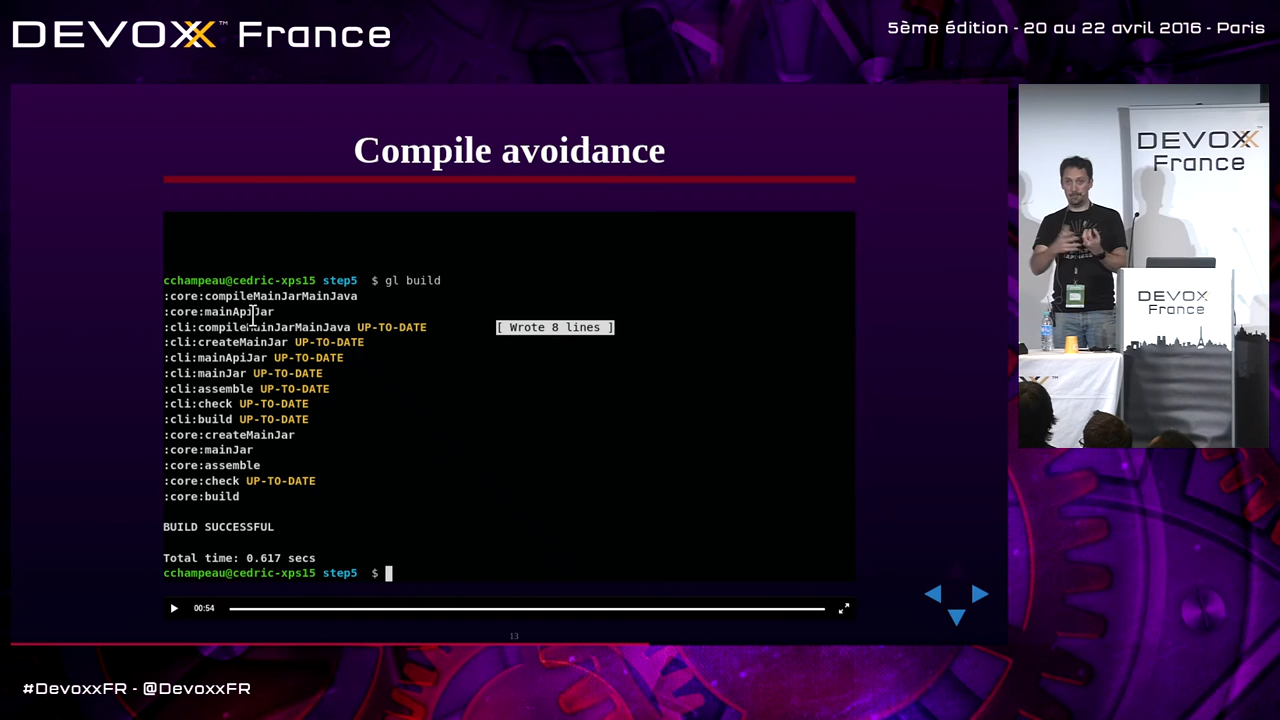 DEVOXX™ France
5ème édition - 20 au 22 avril 2016 - Paris
Compile avoidance
cchampeau@cedric-xps15 step5 $ gl build
:core:compileMainJarMainJava
:core:mainApiJar
:cli:compileMainJarMainJava UP-TO-DATE [ Wrote 8 lines ]
:cli:createMainJar UP-TO-DATE
:cli:mainApiJar UP-TO-DATE
:cli:mainJar UP-TO-DATE
:cli:assemble UP-TO-DATE
:cli:check UP-TO-DATE
:cli:build UP-TO-DATE
:core:createMainJar
:core:mainJar
:core:assemble
:core:check UP-TO-DATE
:core:build
BUILD SUCCESSFUL
Total time: 0.617 secs
cchampeau@cedric-xps15 step5 $
00:54
13
DEVOXX™
France
DEVOXX™
France
#DevoxxFR - @DevoxxFR